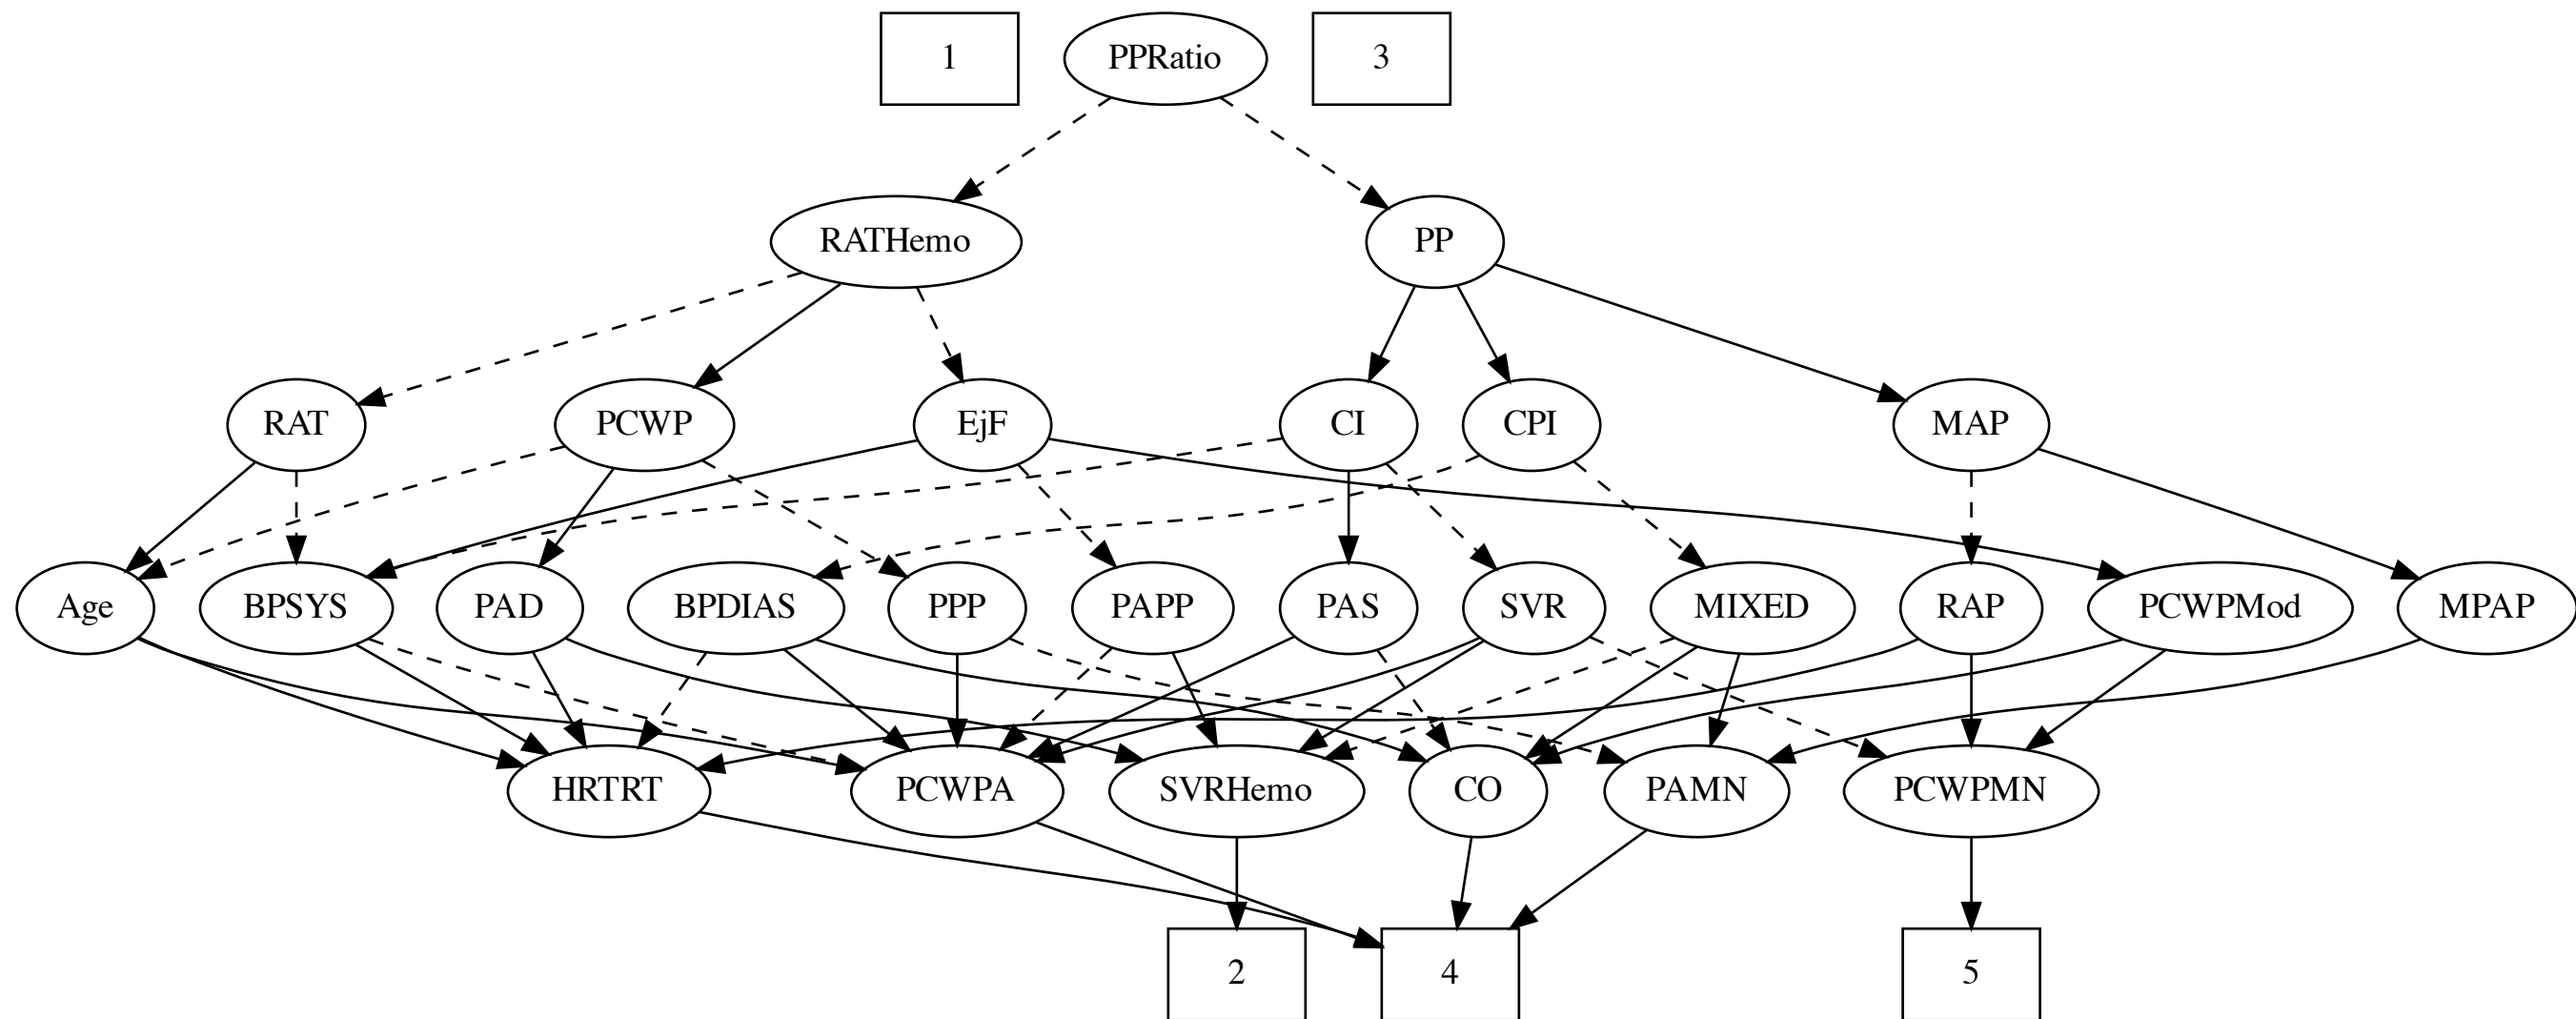 1
PPRatio
3
RATHemo
PP
RAT
PCWP
EjF
CI
CPI
MAP
Age
BPSYS
PAD
BPDIAS
PPP
PAPP
PAS
SVR
MIXED
RAP
PCWPMod
MPAP
HRTRT
PCWPA
SVRHemo
CO
PAMN
PCWPMN
2
4
5